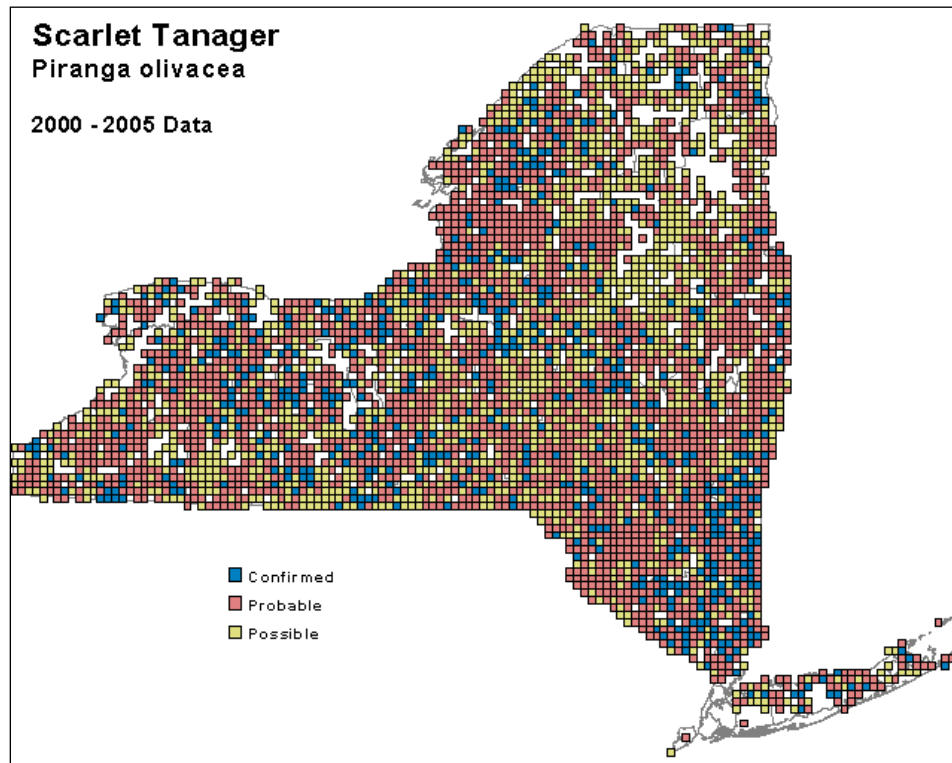 Scarlet Tanager
Piranga olivacea
2000 - 2005 Data
Confirmed
Probable
Possible